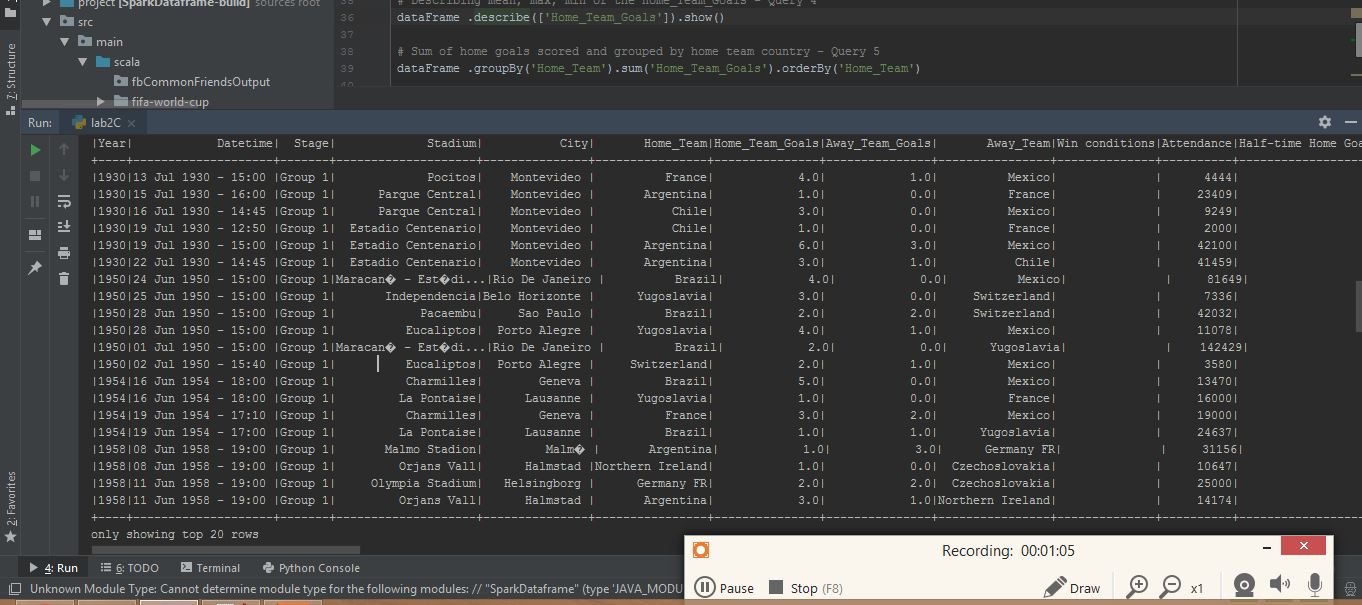 project [SparkDataframe-build] sources root
src
main
scala
fbCommonFriendsOutput
fifa-world-cup
7: Structure
2: Favorites
36 dataFrame .describe(['Home_Team_Goals']).show()
37
38 # Sum of home goals scored and grouped by home team country - Query 5
39 dataFrame .groupBy('Home_Team').sum('Home_Team_Goals').orderBy('Home_Team')
Run: lab2C
|Year| Datetime| Stage| Stadium| City| Home_Team|Home_Team_Goals|Away_Team_Goals| Away_Team|Win conditions|Attendance|Half-time Home Goa
|1930|13 Jul 1930 - 15:00 |Group 1| Pocitos| Montevideo | France| 4.0| 1.0| Mexico| | 4444|
|1930|15 Jul 1930 - 16:00 |Group 1| Parque Central| Montevideo | Argentina| 1.0| 0.0| France| | 23409|
|1930|16 Jul 1930 - 14:45 |Group 1| Parque Central| Montevideo | Chile| 3.0| 0.0| Mexico| | 9249|
|1930|19 Jul 1930 - 12:50 |Group 1| Estadio Centenario| Montevideo | Chile| 1.0| 0.0| France| | 2000|
|1930|19 Jul 1930 - 15:00 |Group 1| Estadio Centenario| Montevideo | Argentina| 6.0| 3.0| Mexico| | 42100|
|1930|22 Jul 1930 - 14:45 |Group 1| Estadio Centenario| Montevideo | Argentina| 3.0| 1.0| Chile| | 41459|
|1950|24 Jun 1950 - 15:00 |Group 1|Maracan� - Est�di...|Rio De Janeiro | Brazil| 4.0| 0.0| Mexico| | 81649|
|1950|25 Jun 1950 - 15:00 |Group 1| Independencia|Belo Horizonte | Yugoslavia| 3.0| 0.0| Switzerland| | 7336|
|1950|28 Jun 1950 - 15:00 |Group 1| Pacaembu| Sao Paulo | Brazil| 2.0| 2.0| Switzerland| | 42032|
|1950|28 Jun 1950 - 15:00 |Group 1| Eucaliptos| Porto Alegre | Yugoslavia| 4.0| 1.0| Mexico| | 11078|
|1950|01 Jul 1950 - 15:00 |Group 1|Maracan� - Est�di...|Rio De Janeiro | Brazil| 2.0| 0.0| Yugoslavia| | 142429|
|1950|02 Jul 1950 - 15:40 |Group 1| Eucaliptos| Porto Alegre | Switzerland| 2.0| 1.0| Mexico| | 3580|
|1954|16 Jun 1954 - 18:00 |Group 1| Charmilles| Geneva | Brazil| 5.0| 0.0| Mexico| | 13470|
|1954|16 Jun 1954 - 18:00 |Group 1| La Pontaise| Lausanne | Yugoslavia| 1.0| 0.0| France| | 16000|
|1954|19 Jun 1954 - 17:10 |Group 1| Charmilles| Geneva | France| 3.0| 2.0| Mexico| | 19000|
|1954|19 Jun 1954 - 17:00 |Group 1| La Pontaise| Lausanne | Brazil| 1.0| 1.0| Yugoslavia| | 24637|
|1958|08 Jun 1958 - 19:00 |Group 1| Malmo Stadion| Malm� | Argentina| 1.0| 3.0| Germany FR| | 31156|
|1958|08 Jun 1958 - 19:00 |Group 1| Orjans Vall| Halmstad |Northern Ireland| 1.0| 0.0| Czechoslovakia| | 10647|
|1958|11 Jun 1958 - 19:00 |Group 1| Olympia Stadium| Helsingborg | Germany FR| 2.0| 2.0| Czechoslovakia| | 25000|
|1958|11 Jun 1958 - 19:00 |Group 1| Orjans Vall| Halmstad | Argentina| 3.0| 1.0|Northern Ireland| | 14174|
only showing top 20 rows
Recording: 00:01:05
Pause Stop (F8) Draw x1
4: Run 6: TODO Terminal Python Console
Unknown Module Type: Cannot determine module type for the following modules: // "SparkDataframe" (type 'JAVA_MODU